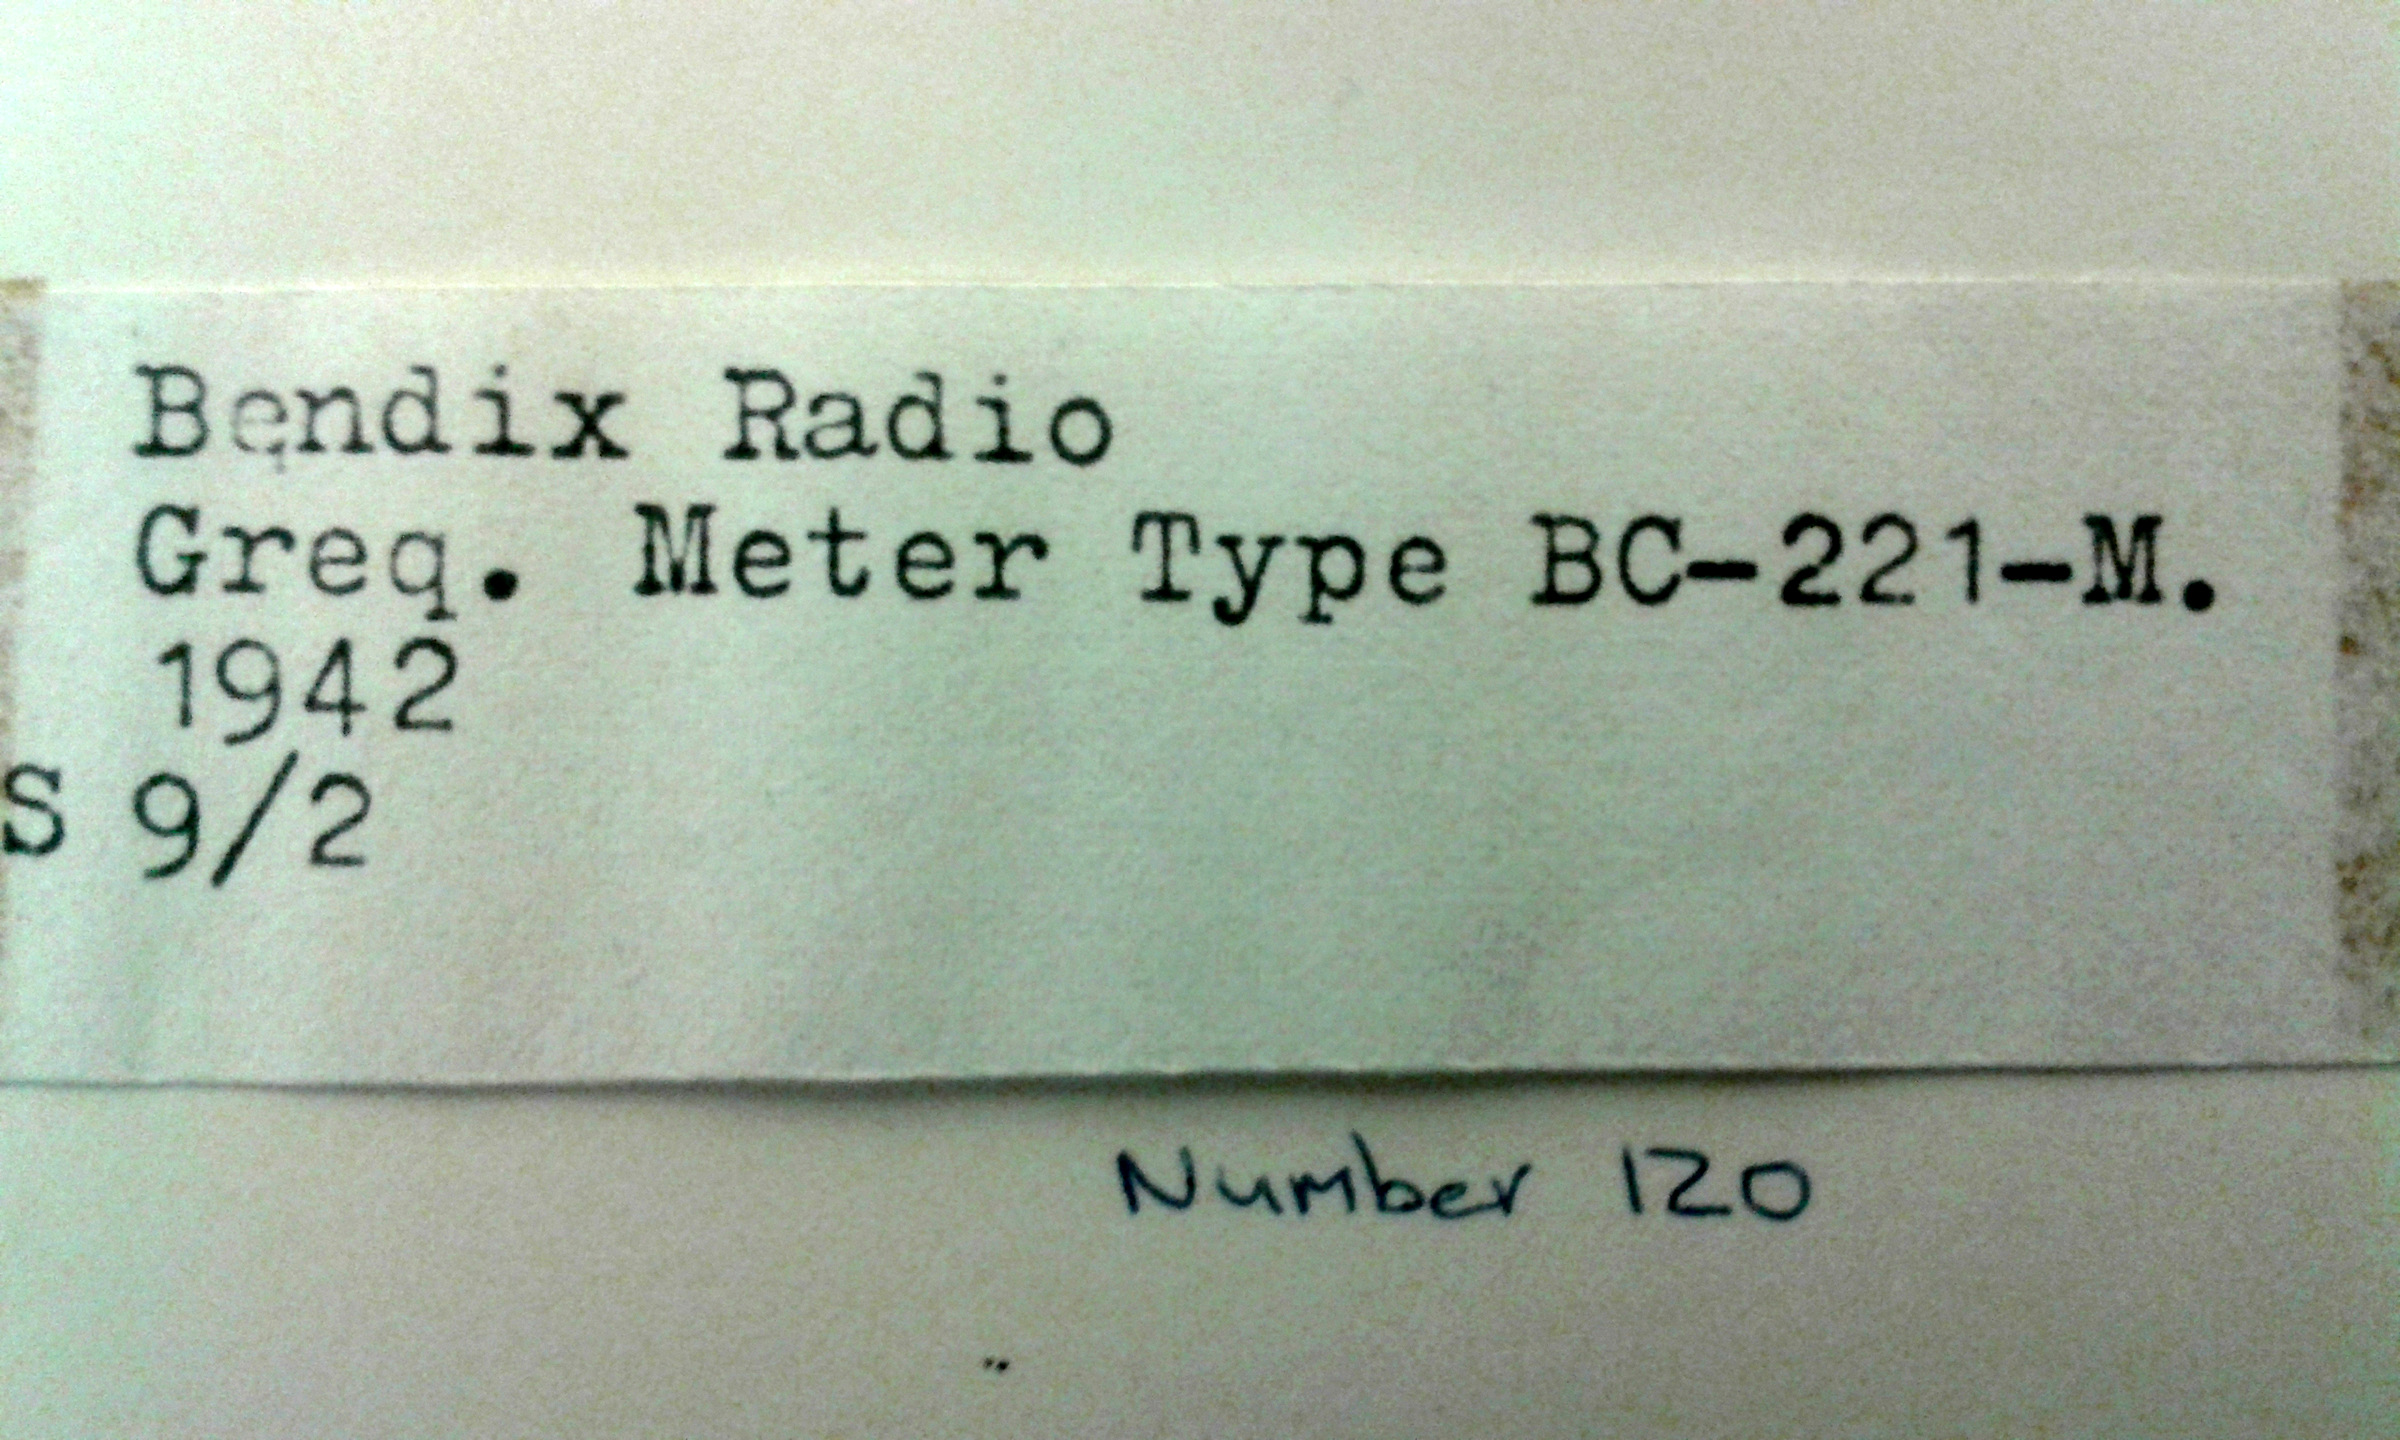 Bendix Radio
Greq. Meter Type BC-221-M.
1942
S 9/2
Number 120